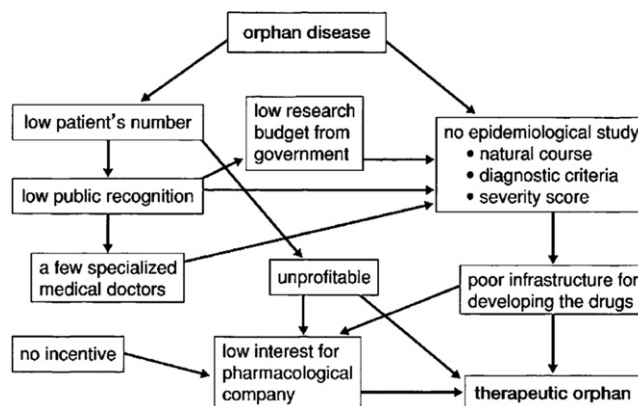 orphan disease
low patient's number
low research
budget from
government
no epidemiological study
• natural course
• diagnostic criteria
• severity score
low public recognition
a few specialized
medical doctors
unprofitable
poor infrastructure for
developing the drugs
no incentive
low interest for
pharmacological
company
therapeutic orphan